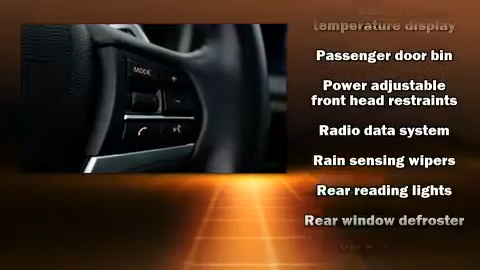 MODE
+
-
temperature display
Passenger door bin
Power adjustable
front head restraints
Radio data system
Rain sensing wipers
Rear reading lights
Rear window defroster